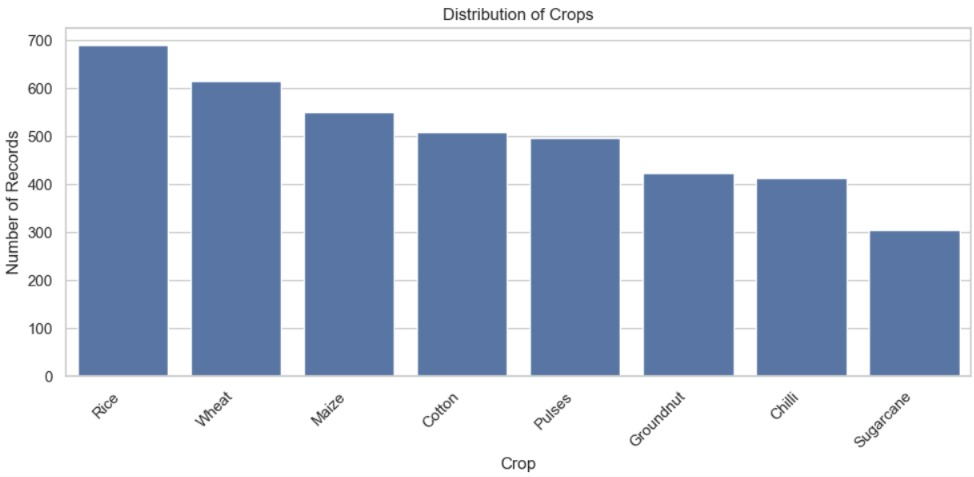 Distribution of Crops
Number of Records
700
600
500
400
300
200
100
0
Rice
Wheat
Maize
Cotton
Pulses
Groundnut
Chilli
Sugarcane
Crop